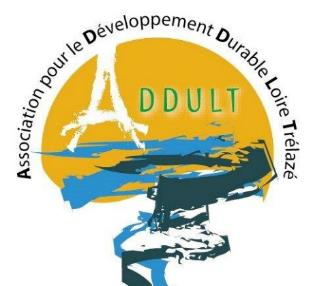 Association pour le Développement Durable Loire Trélazé
ADDULT